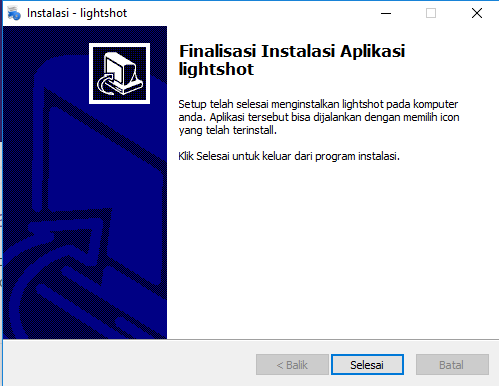 Instalasi - lightshot
Finalisasi Instalasi Aplikasi
lightshot
Setup telah selesai menginstalkan lightshot pada komputer
anda. Aplikasi tersebut bisa dijalankan dengan memilih icon
yang telah terinstall.
Klik Selesai untuk keluar dari program instalasi.
< Balik
Selesai
Batal